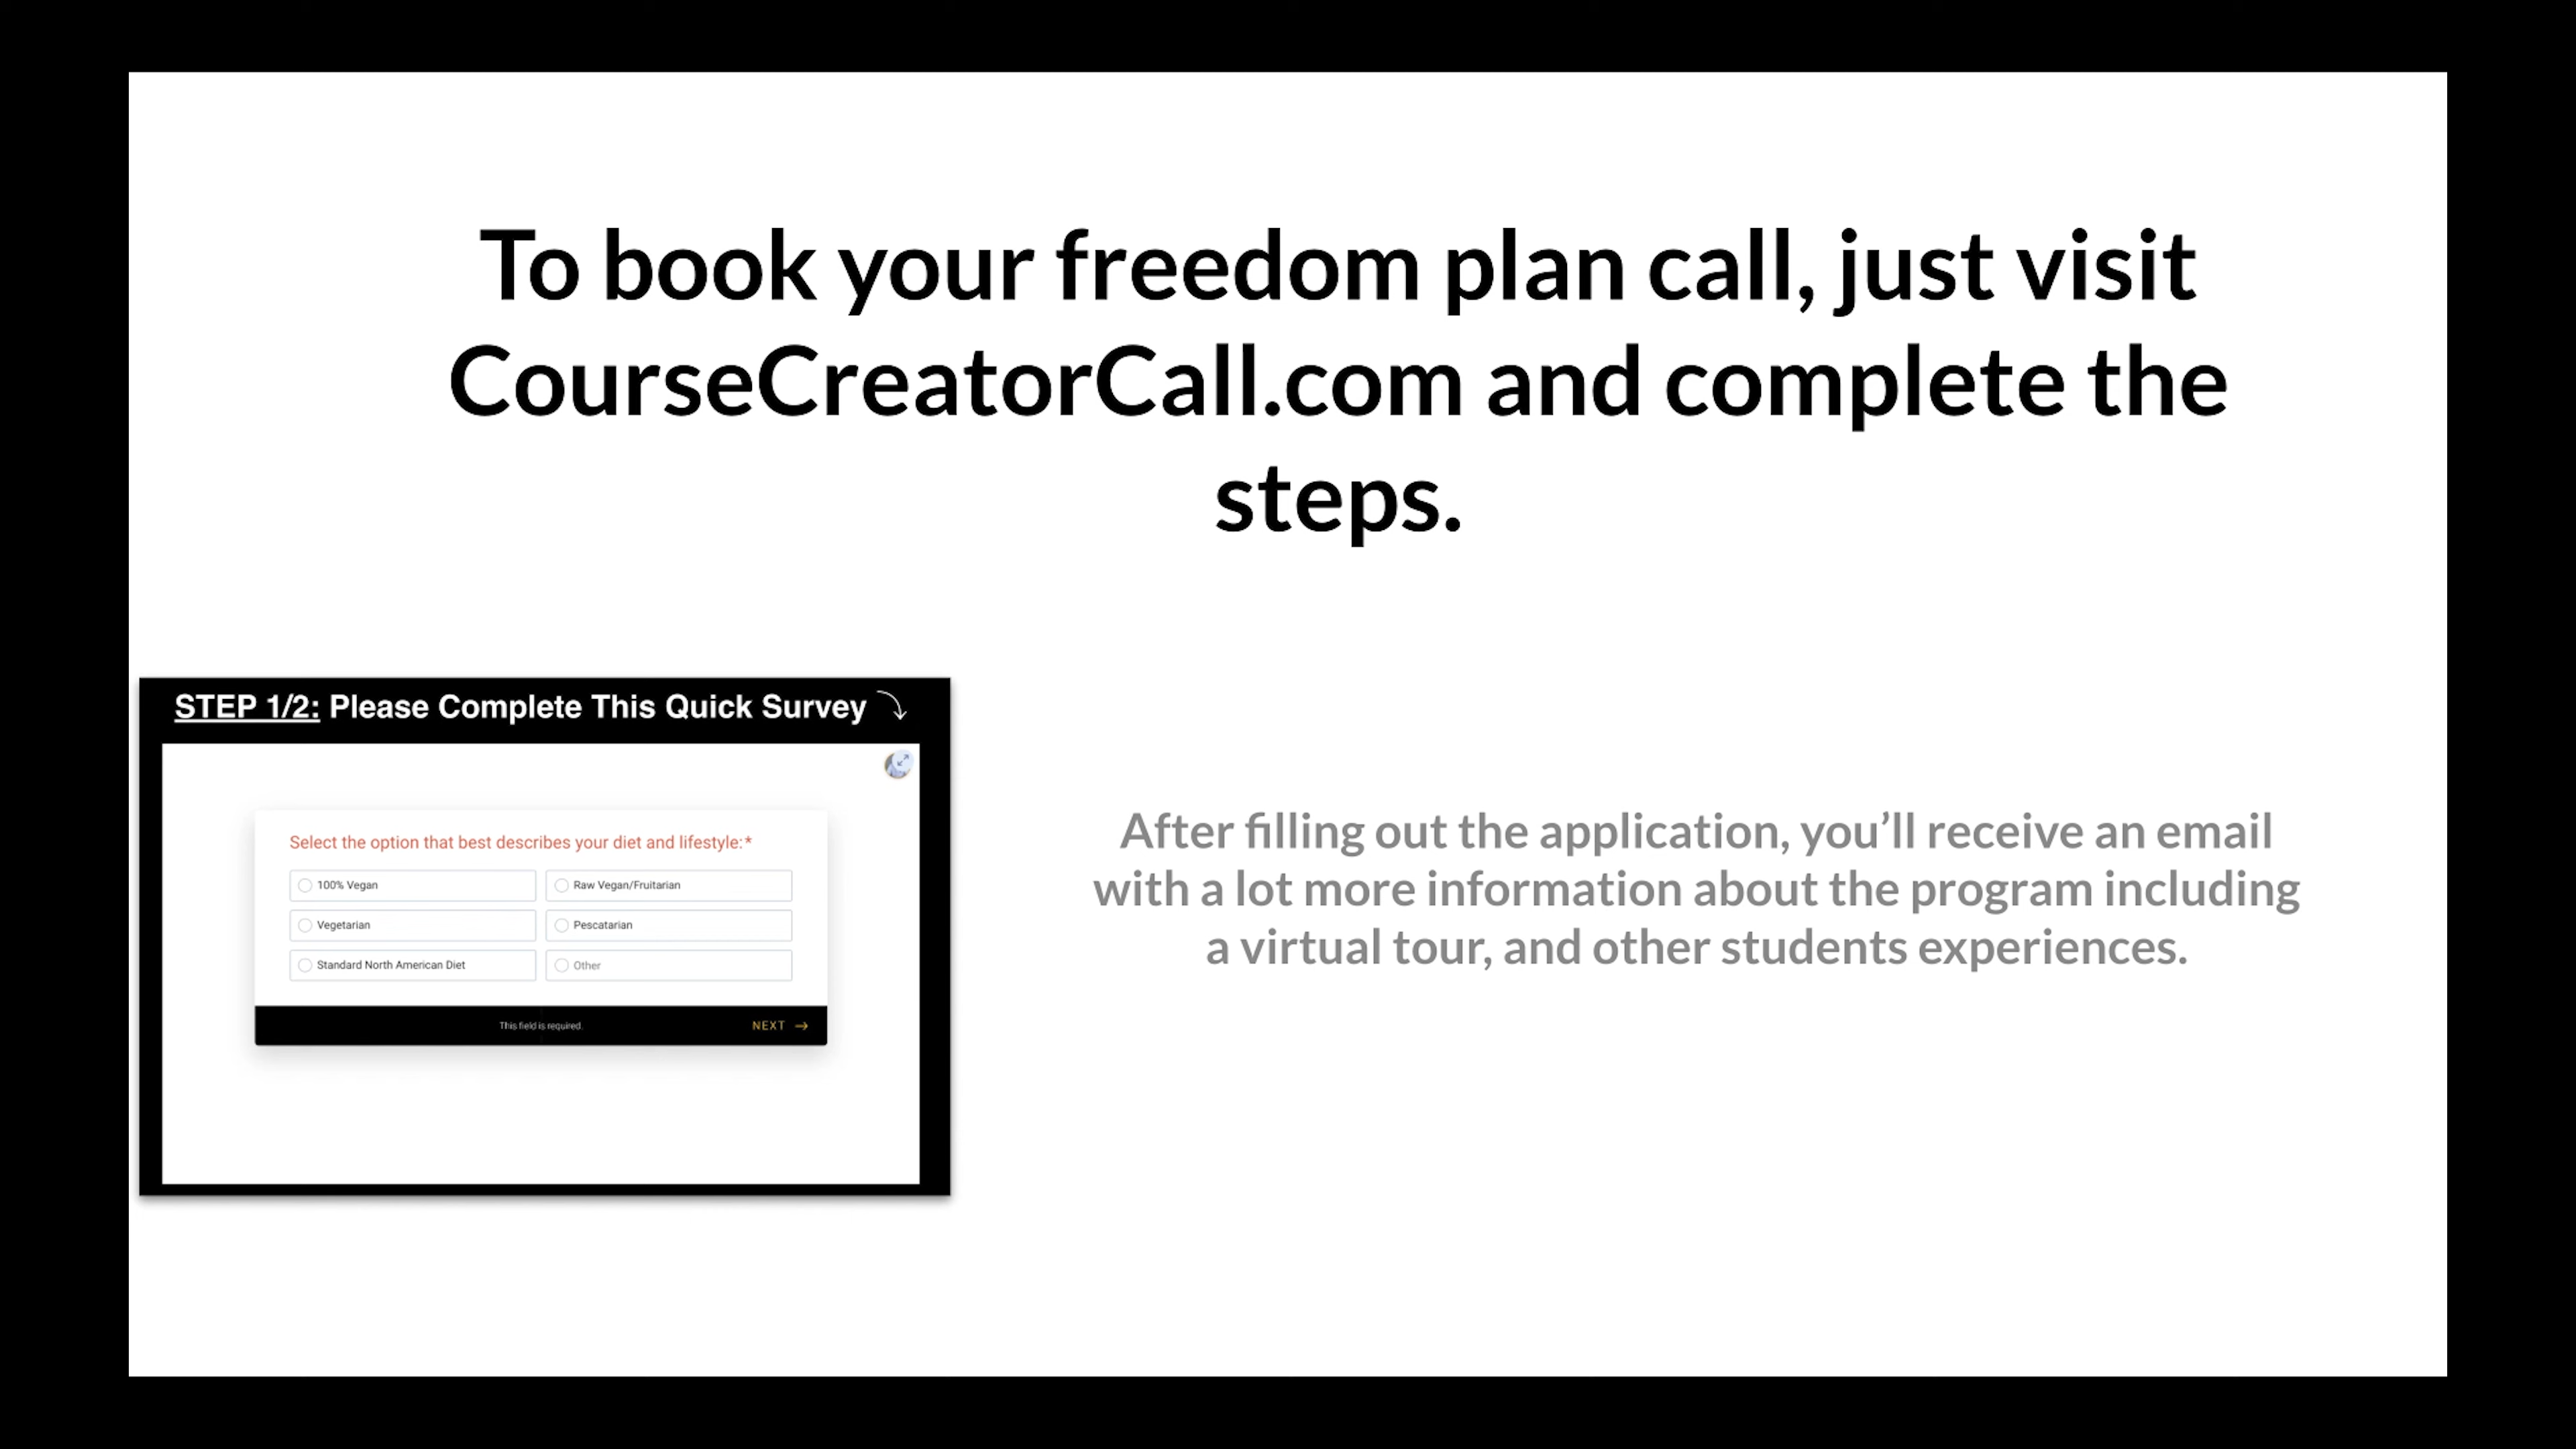 To book your freedom plan call, just visit
CourseCreatorCall.com and complete the
steps.
STEP 1/2: Please Complete This Quick Survey
Select the option that best describes your diet and lifestyle:*
100% Vegan
Raw Vegan/Fruitarian
Vegetarian
Pescatarian
Standard North American Diet
Other
This field is required.
NEXT →
After filling out the application, you’ll receive an email
with a lot more information about the program including
a virtual tour, and other students experiences.